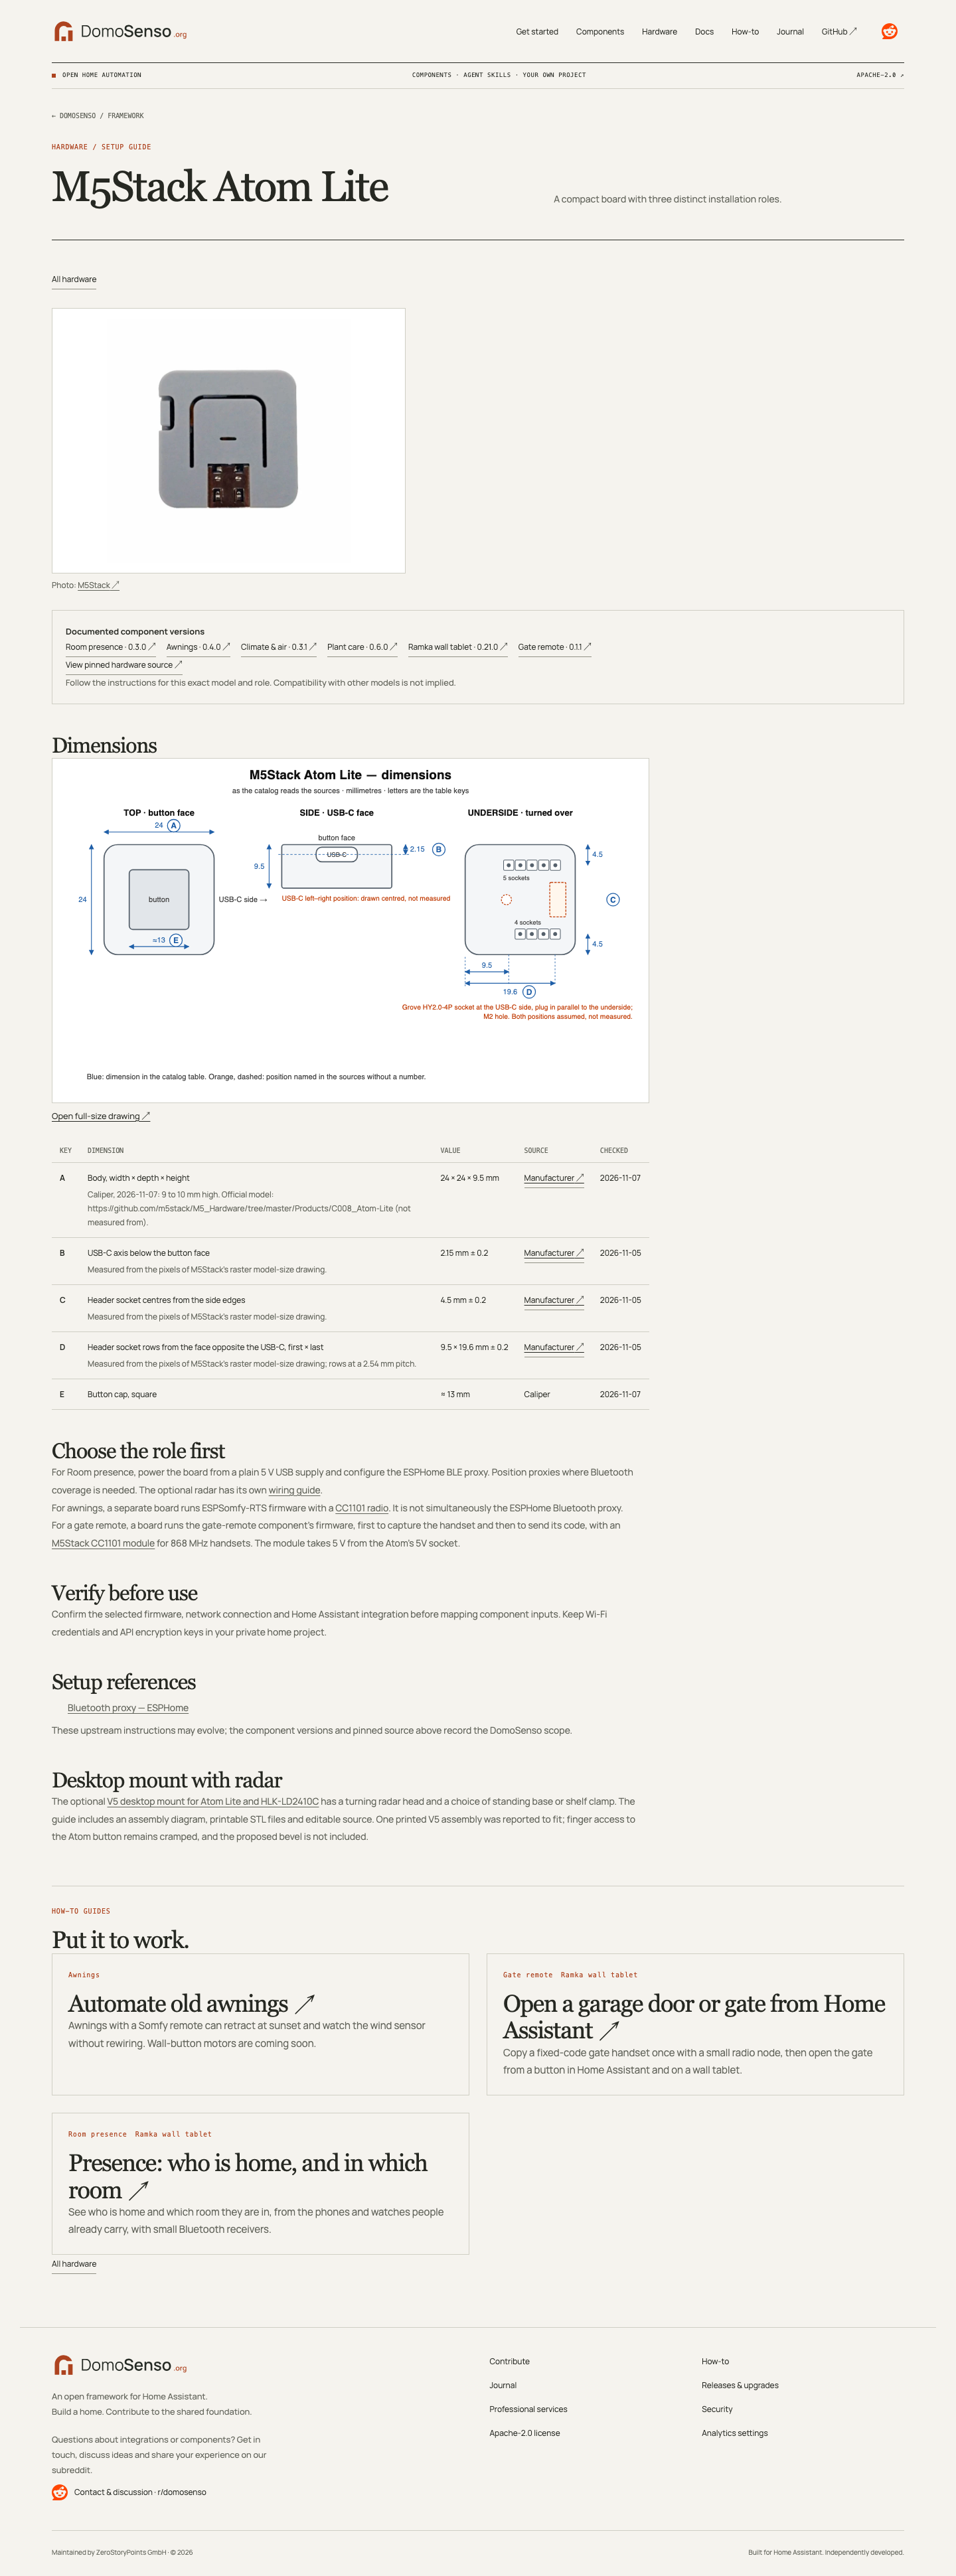 DomoSenso.org
Get started Components Hardware Docs How-to Journal GitHub ↗
OPEN HOME AUTOMATION
COMPONENTS · AGENT SKILLS · YOUR OWN PROJECT
APACHE-2.0 ↗
← DOMOSENSO / FRAMEWORK
HARDWARE / SETUP GUIDE
M5Stack Atom Lite
A compact board with three distinct installation roles.
All hardware
Photo: M5Stack ↗
Documented component versions
Room presence · 0.3.0 ↗ Awnings · 0.4.0 ↗ Climate & air · 0.3.1 ↗ Plant care · 0.6.0 ↗ Ramka wall tablet · 0.21.0 ↗ Gate remote · 0.1.1 ↗
View pinned hardware source ↗
Follow the instructions for this exact model and role. Compatibility with other models is not implied.
Dimensions
M5Stack Atom Lite — dimensions
as the catalog reads the sources · millimetres · letters are the table keys
TOP · button face
SIDE · USB-C face
UNDERSIDE · turned over
24 A
button face
USB-C
2.15 B
9.5
24
button
USB-C side →
USB-C left–right position: drawn centred, not measured
≈13 E
4.5
5 sockets
C
4 sockets
4.5
9.5
19.6 D
Grove HY2.0-4P socket at the USB-C side, plug in parallel to the underside;
M2 hole. Both positions assumed, not measured.
Blue: dimension in the catalog table. Orange, dashed: position named in the sources without a number.
Open full-size drawing ↗
KEY DIMENSION VALUE SOURCE CHECKED
A Body, width × depth × height 24 × 24 × 9.5 mm Manufacturer ↗ 2026-11-07
Caliper, 2026-11-07: 9 to 10 mm high. Official model:
https://github.com/m5stack/M5_Hardware/tree/master/Products/C008_Atom-Lite (not
measured from).
B USB-C axis below the button face 2.15 mm ± 0.2 Manufacturer ↗ 2026-11-05
Measured from the pixels of M5Stack's raster model-size drawing.
C Header socket centres from the side edges 4.5 mm ± 0.2 Manufacturer ↗ 2026-11-05
Measured from the pixels of M5Stack's raster model-size drawing.
D Header socket rows from the face opposite the USB-C, first × last 9.5 × 19.6 mm ± 0.2 Manufacturer ↗ 2026-11-05
Measured from the pixels of M5Stack's raster model-size drawing; rows at a 2.54 mm pitch.
E Button cap, square ≈ 13 mm Caliper 2026-11-07
Choose the role first
For Room presence, power the board from a plain 5 V USB supply and configure the ESPHome BLE proxy. Position proxies where Bluetooth
coverage is needed. The optional radar has its own wiring guide.
For awnings, a separate board runs ESPSomfy-RTS firmware with a CC1101 radio. It is not simultaneously the ESPHome Bluetooth proxy.
For a gate remote, a board runs the gate-remote component's firmware, first to capture the handset and then to send its code, with an
M5Stack CC1101 module for 868 MHz handsets. The module takes 5 V from the Atom's 5V socket.
Verify before use
Confirm the selected firmware, network connection and Home Assistant integration before mapping component inputs. Keep Wi-Fi
credentials and API encryption keys in your private home project.
Setup references
Bluetooth proxy — ESPHome
These upstream instructions may evolve; the component versions and pinned source above record the DomoSenso scope.
Desktop mount with radar
The optional V5 desktop mount for Atom Lite and HLK-LD2410C has a turning radar head and a choice of standing base or shelf clamp. The
guide includes an assembly diagram, printable STL files and editable source. One printed V5 assembly was reported to fit; finger access to
the Atom button remains cramped, and the proposed bevel is not included.
HOW-TO GUIDES
Put it to work.
Awnings
Automate old awnings ↗
Awnings with a Somfy remote can retract at sunset and watch the wind sensor
without rewiring. Wall-button motors are coming soon.
Gate remote Ramka wall tablet
Open a garage door or gate from Home
Assistant ↗
Copy a fixed-code gate handset once with a small radio node, then open the gate
from a button in Home Assistant and on a wall tablet.
Room presence Ramka wall tablet
Presence: who is home, and in which
room ↗
See who is home and which room they are in, from the phones and watches people
already carry, with small Bluetooth receivers.
All hardware
DomoSenso.org
An open framework for Home Assistant.
Build a home. Contribute to the shared foundation.
Questions about integrations or components? Get in
touch, discuss ideas and share your experience on our
subreddit.
Contact & discussion · r/domosenso
Contribute
Journal
Professional services
Apache-2.0 license
How-to
Releases & upgrades
Security
Analytics settings
Maintained by ZeroStoryPoints GmbH · © 2026
Built for Home Assistant. Independently developed.